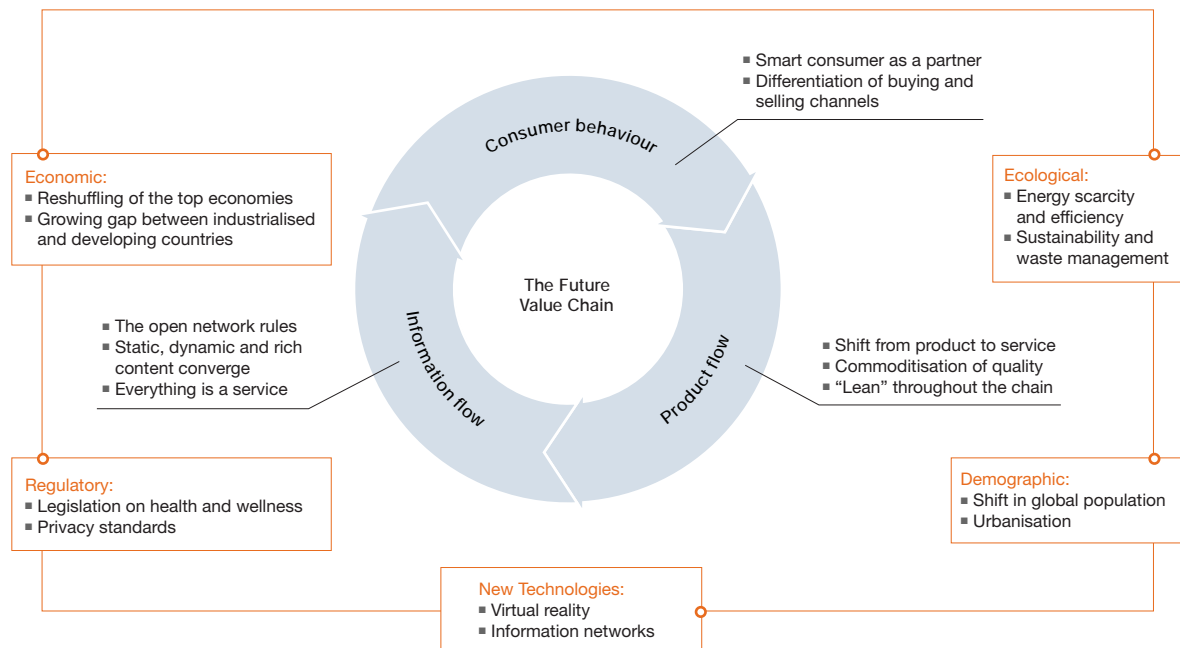 ■ Smart consumer as a partner
■ Differentiation of buying and
selling channels
Consumer behaviour
Economic:
■ Reshuffling of the top economies
■ Growing gap between industrialised
and developing countries
Ecological:
■ Energy scarcity
and efficiency
■ Sustainability and
waste management
The Future
Value Chain
■ The open network rules
■ Static, dynamic and rich
content converge
■ Everything is a service
Information flow
Product flow
■ Shift from product to service
■ Commoditisation of quality
■ “Lean” throughout the chain
Regulatory:
■ Legislation on health and wellness
■ Privacy standards
Demographic:
■ Shift in global population
■ Urbanisation
New Technologies:
■ Virtual reality
■ Information networks